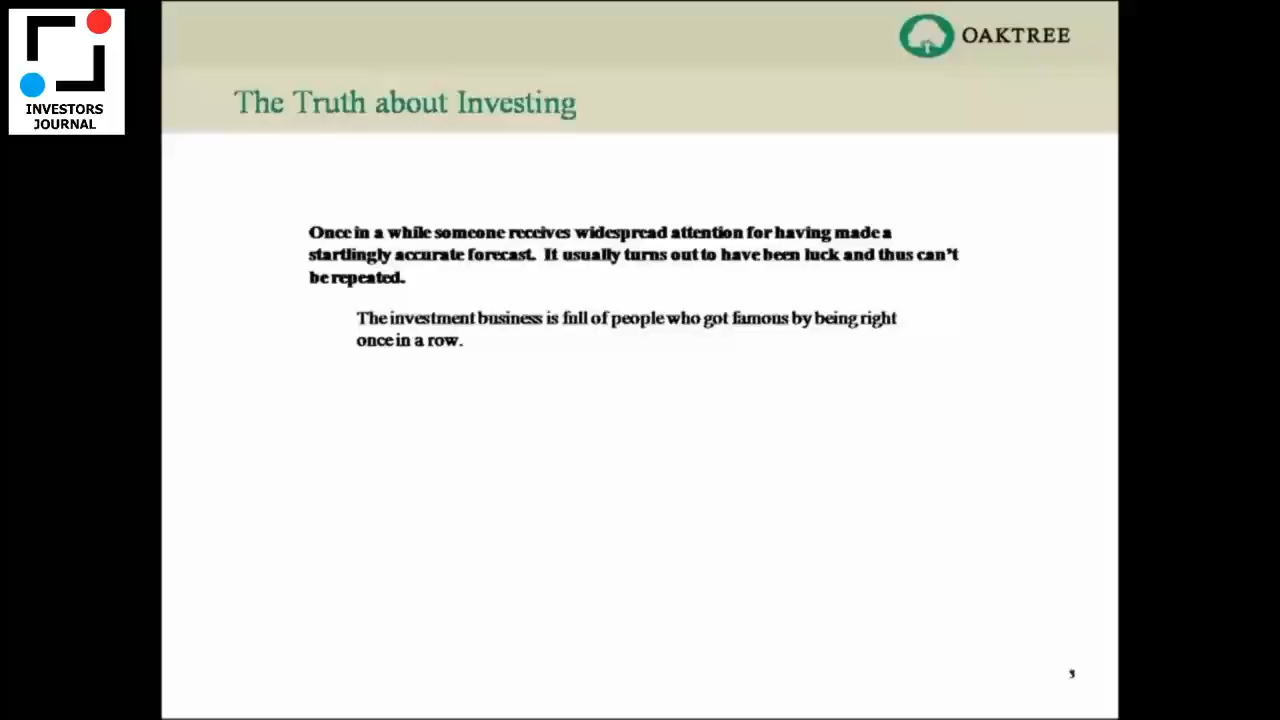 INVESTORS
JOURNAL
OAKTREE
The Truth about Investing
Once in a while someone receives widespread attention for having made a
startlingly accurate forecast. It usually turns out to have been luck and thus can't
be repeated.
The investment business is full of people who got famous by being right
once in a row.